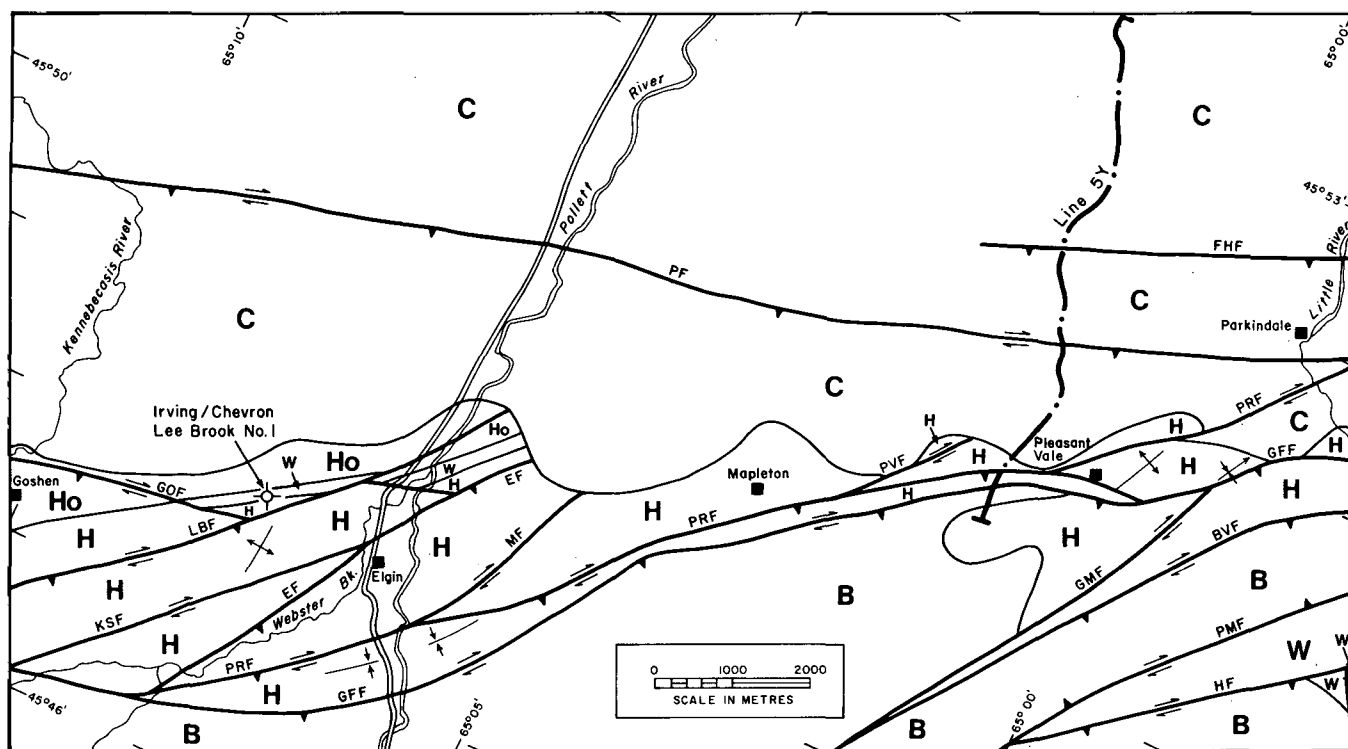 65°10'
65°00'
45°50'
C
River
C
Pollett
Line 5Y
45°53'
Kennebecasis River
FHF
River
Little
PF
C
Parkindale
C
C
Irving/Chevron
Lee Brook No.1
PRF
C
Ho
H
H
W
Ho
H
Goshen
GOF
W
H
EF
PVF
H
Pleasant
Vale
H
GFF
Ho
H
Mapleton
H
H
H
LBF
H
H
PRF
H
H
MF
BVF
Elgin
H
EF
Bk.
GMF
B
KSF
Webster
B
PMF
H
PRF
W
W
H
GFF
0 1000 2000
SCALE IN METRES
HF
W
45°46'
B
65°05'
65°00'
B
B